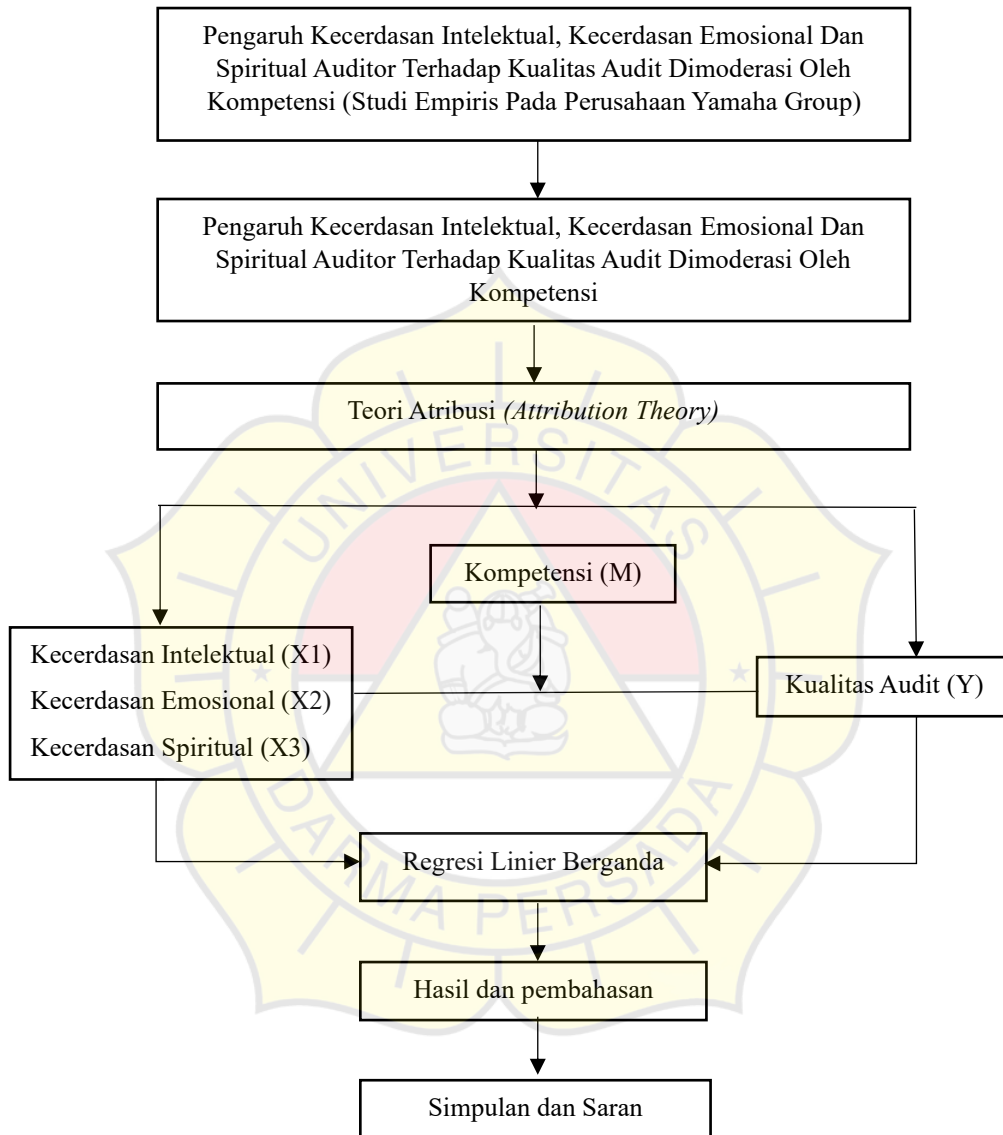 Pengaruh Kecerdasan Intelektual, Kecerdasan Emosional Dan
Spiritual Auditor Terhadap Kualitas Audit Dimoderasi Oleh
Kompetensi (Studi Empiris Pada Perusahaan Yamaha Group)
Pengaruh Kecerdasan Intelektual, Kecerdasan Emosional Dan
Spiritual Auditor Terhadap Kualitas Audit Dimoderasi Oleh
Kompetensi
Teori Atribusi (Attribution Theory)
UNIVERSITAS
Kompetensi (M)
Kecerdasan Intelektual (X1)
Kecerdasan Emosional (X2)
Kecerdasan Spiritual (X3)
Kualitas Audit (Y)
Regresi Linier Berganda
DARMA PERSADA
Hasil dan pembahasan
Simpulan dan Saran